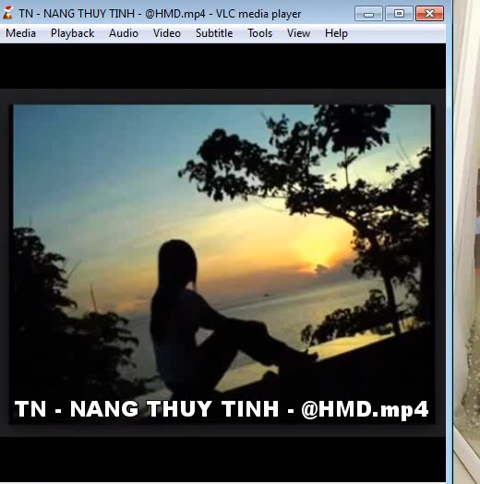 TN - NANG THUY TINH - @HMD.mp4 - VLC media player
Media Playback Audio Video Subtitle Tools View Help
TN - NANG THUY TINH - @HMD.mp4